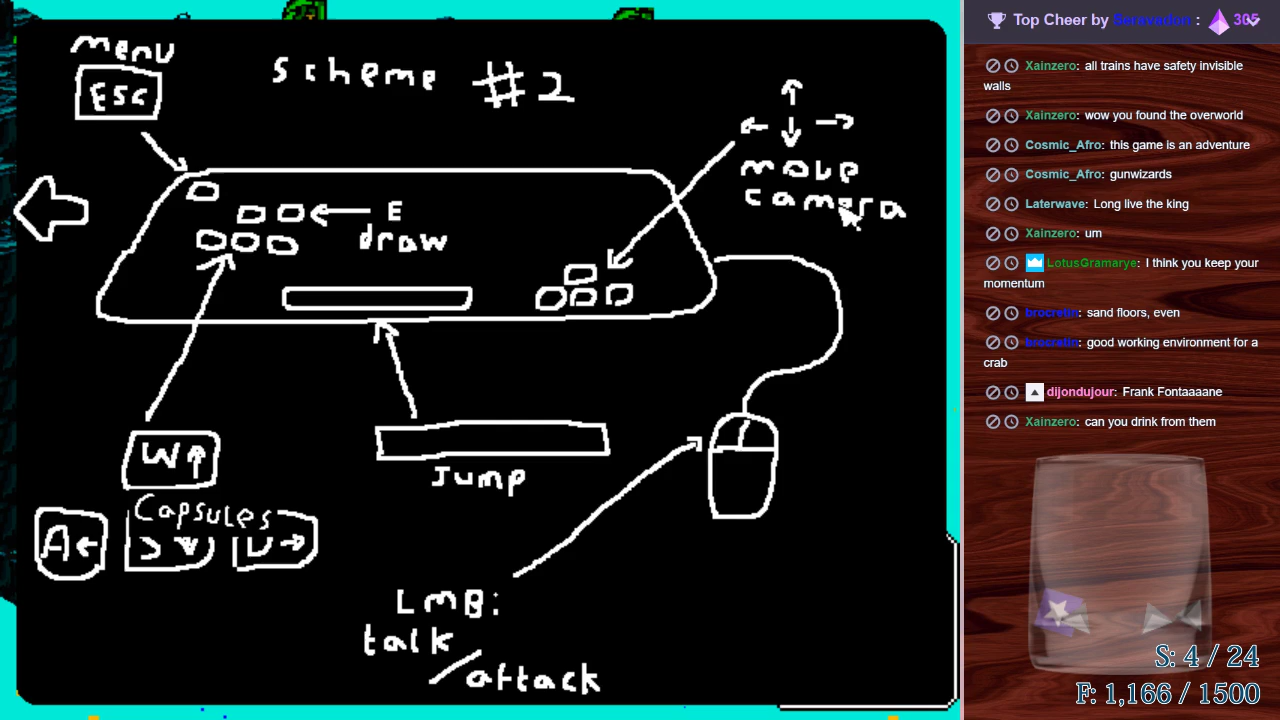 menu
ESC
Scheme #2
move
camera
E
draw
W
Capsules
A
Jump
LMB:
talk
/attack
Top Cheer by Seravadon : 305
Xainzero: all trains have safety invisible
walls
Xainzero: wow you found the overworld
Cosmic_Afro: this game is an adventure
Cosmic_Afro: gunwizards
Laterwave: Long live the king
Xainzero: um
LotusGramarye: I think you keep your
momentum
brocretin: sand floors, even
brocretin: good working environment for a
crab
dijondujour: Frank Fontaaaane
Xainzero: can you drink from them
S: 4 / 24
F: 1,166 / 1500